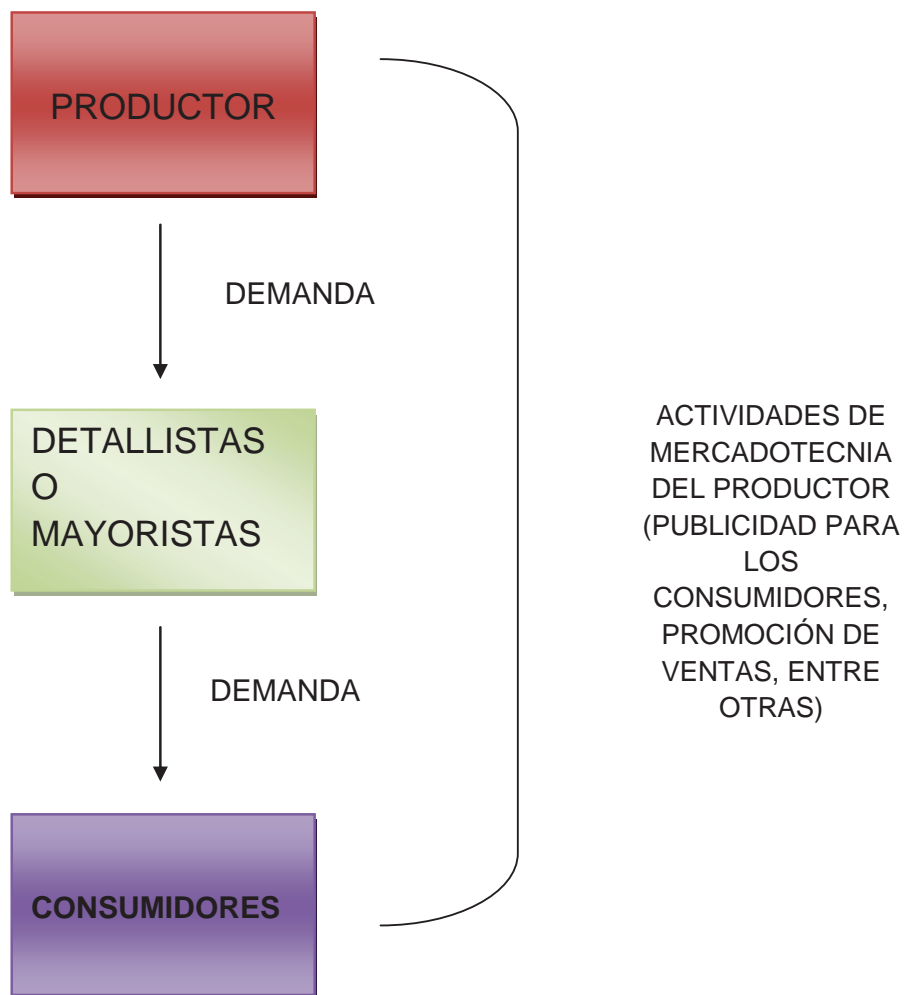 PRODUCTOR
DEMANDA
DETALLISTAS
O
MAYORISTAS
DEMANDA
CONSUMIDORES
ACTIVIDADES DE
MERCADOTECNIA
DEL PRODUCTOR
(PUBLICIDAD PARA
LOS
CONSUMIDORES,
PROMOCIÓN DE
VENTAS, ENTRE
OTRAS)